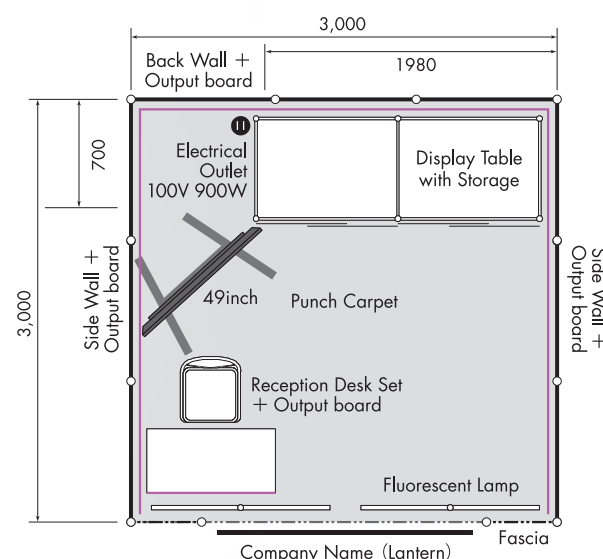 3,000
1980
Back Wall +
Output board
700
3,000
Electrical
Outlet
100V 900W
Display Table
with Storage
Side Wall +
Output board
Side Wall +
Output board
49inch
Punch Carpet
Reception Desk Set
+ Output board
Fluorescent Lamp
Fascia
Company Name (Lantern)